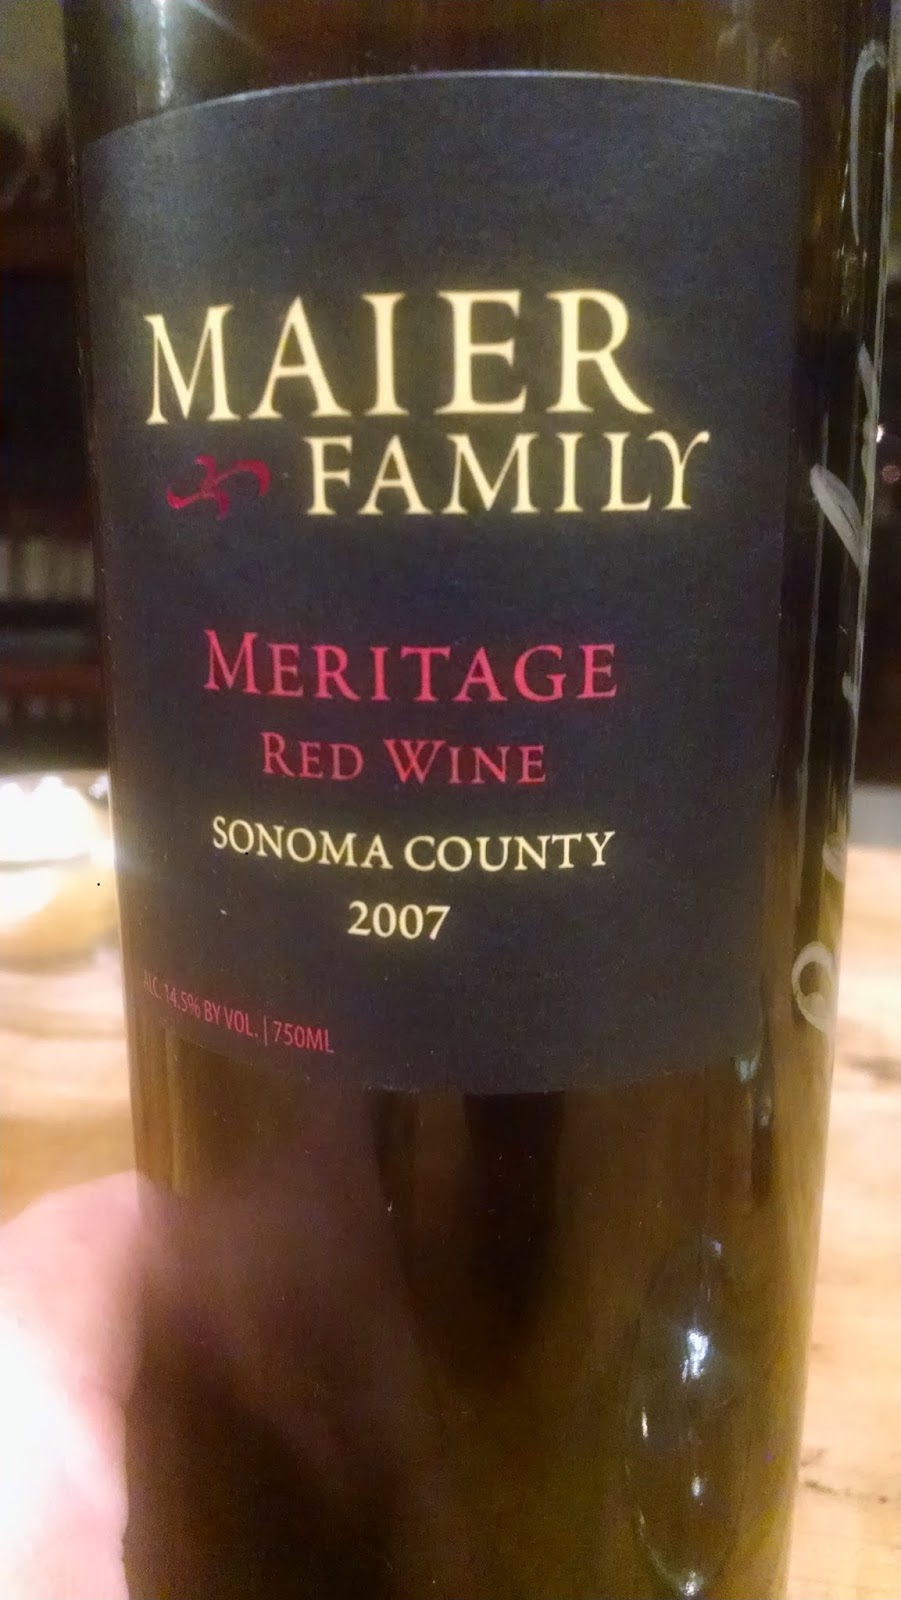 MAIER
FAMILY
MERITAGE
RED WINE
SONOMA COUNTY
2007
ALC. 14.5% BY VOL. | 750ML